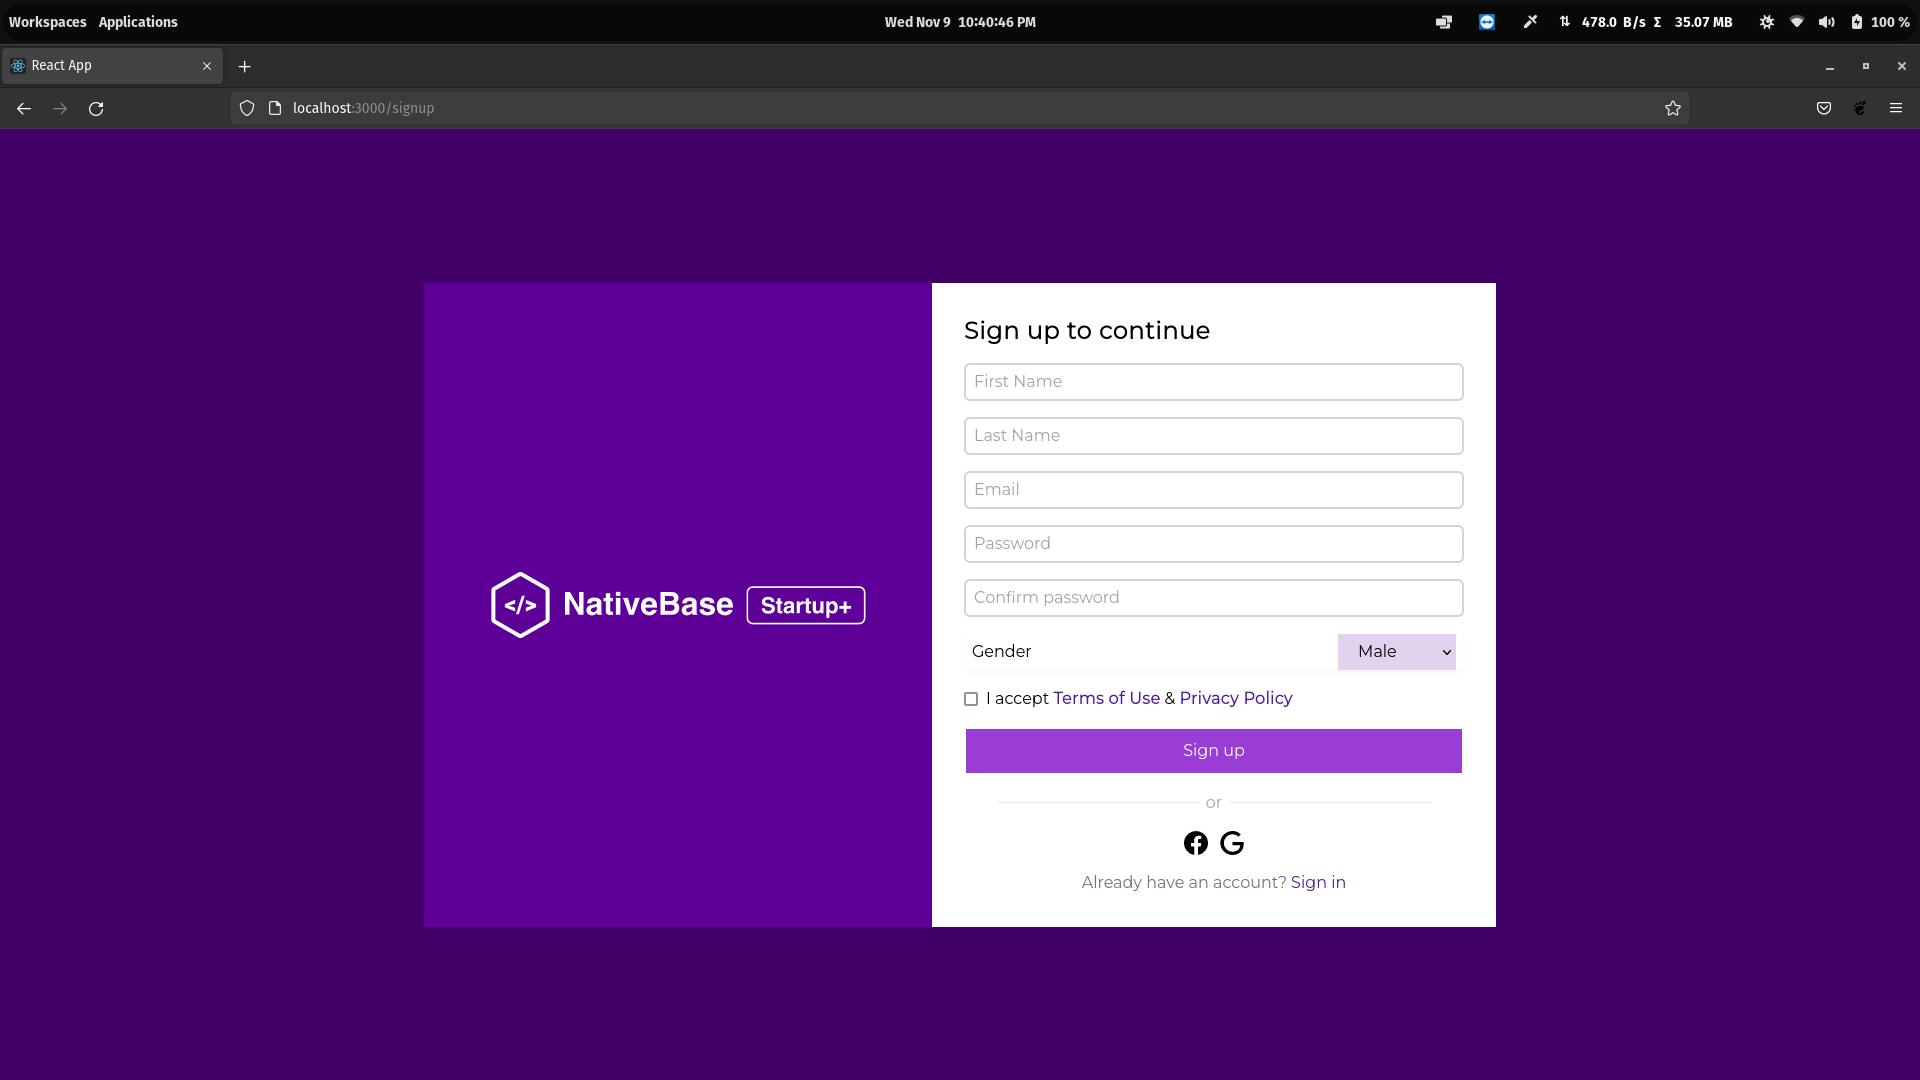 Workspaces Applications Wed Nov 9 10:40:46 PM 478.0 B/s Σ 35.07 MB 100 %
React App
localhost:3000/signup
Sign up to continue
First Name
Last Name
Email
Password
Confirm password
Gender Male
I accept Terms of Use & Privacy Policy
Sign up
or
Already have an account? Sign in
</> NativeBase Startup+